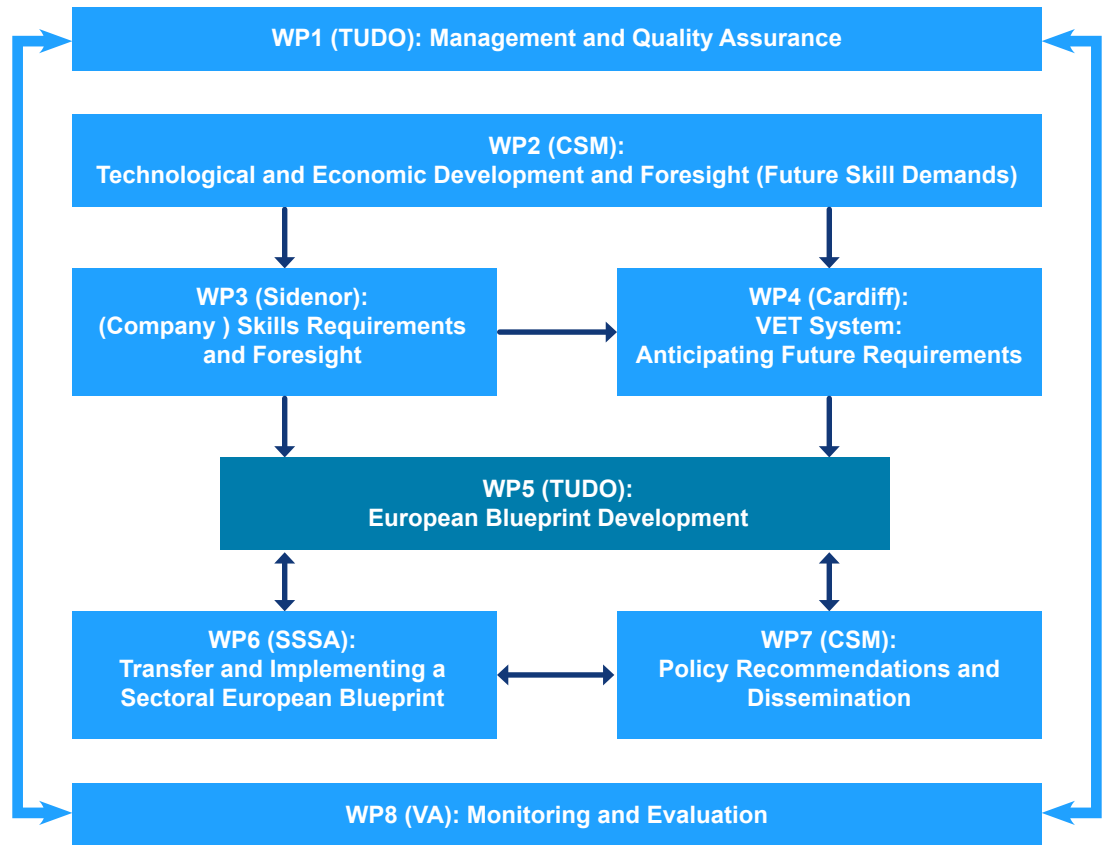 WP1 (TUDO): Management and Quality Assurance
WP2 (CSM):
Technological and Economic Development and Foresight (Future Skill Demands)
WP3 (Sidenor):
(Company ) Skills Requirements
and Foresight
WP4 (Cardiff):
VET System:
Anticipating Future Requirements
WP5 (TUDO):
European Blueprint Development
WP6 (SSSA):
Transfer and Implementing a
Sectoral European Blueprint
WP7 (CSM):
Policy Recommendations and
Dissemination
WP8 (VA): Monitoring and Evaluation